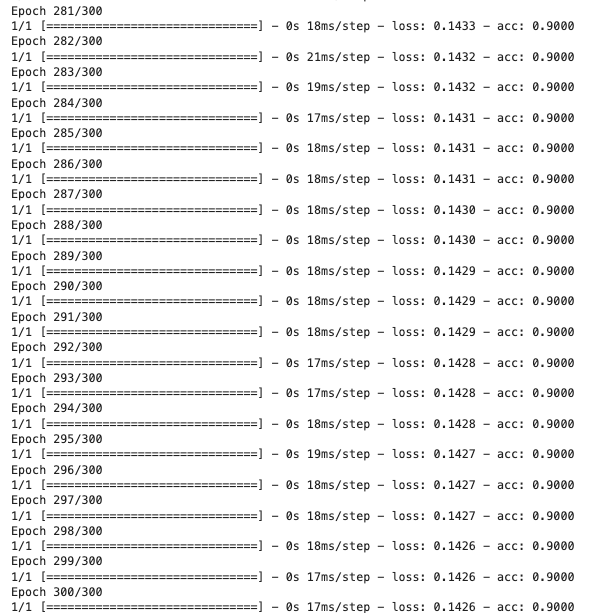 Epoch 281/300
1/1 [==============================] - 0s 18ms/step - loss: 0.1433 - acc: 0.9000
Epoch 282/300
1/1 [==============================] - 0s 21ms/step - loss: 0.1432 - acc: 0.9000
Epoch 283/300
1/1 [==============================] - 0s 19ms/step - loss: 0.1432 - acc: 0.9000
Epoch 284/300
1/1 [==============================] - 0s 17ms/step - loss: 0.1431 - acc: 0.9000
Epoch 285/300
1/1 [==============================] - 0s 18ms/step - loss: 0.1431 - acc: 0.9000
Epoch 286/300
1/1 [==============================] - 0s 18ms/step - loss: 0.1431 - acc: 0.9000
Epoch 287/300
1/1 [==============================] - 0s 18ms/step - loss: 0.1430 - acc: 0.9000
Epoch 288/300
1/1 [==============================] - 0s 18ms/step - loss: 0.1430 - acc: 0.9000
Epoch 289/300
1/1 [==============================] - 0s 18ms/step - loss: 0.1429 - acc: 0.9000
Epoch 290/300
1/1 [==============================] - 0s 18ms/step - loss: 0.1429 - acc: 0.9000
Epoch 291/300
1/1 [==============================] - 0s 18ms/step - loss: 0.1429 - acc: 0.9000
Epoch 292/300
1/1 [==============================] - 0s 17ms/step - loss: 0.1428 - acc: 0.9000
Epoch 293/300
1/1 [==============================] - 0s 17ms/step - loss: 0.1428 - acc: 0.9000
Epoch 294/300
1/1 [==============================] - 0s 18ms/step - loss: 0.1428 - acc: 0.9000
Epoch 295/300
1/1 [==============================] - 0s 19ms/step - loss: 0.1427 - acc: 0.9000
Epoch 296/300
1/1 [==============================] - 0s 18ms/step - loss: 0.1427 - acc: 0.9000
Epoch 297/300
1/1 [==============================] - 0s 18ms/step - loss: 0.1427 - acc: 0.9000
Epoch 298/300
1/1 [==============================] - 0s 18ms/step - loss: 0.1426 - acc: 0.9000
Epoch 299/300
1/1 [==============================] - 0s 17ms/step - loss: 0.1426 - acc: 0.9000
Epoch 300/300
1/1 [==============================] - 0s 17ms/step - loss: 0.1426 - acc: 0.9000